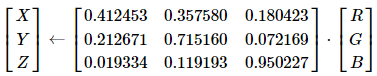 [X] ← [0.412453 0.357580 0.180423] · [R]
[Y] [0.212671 0.715160 0.072169] [G]
[Z] [0.019334 0.119193 0.950227] [B]